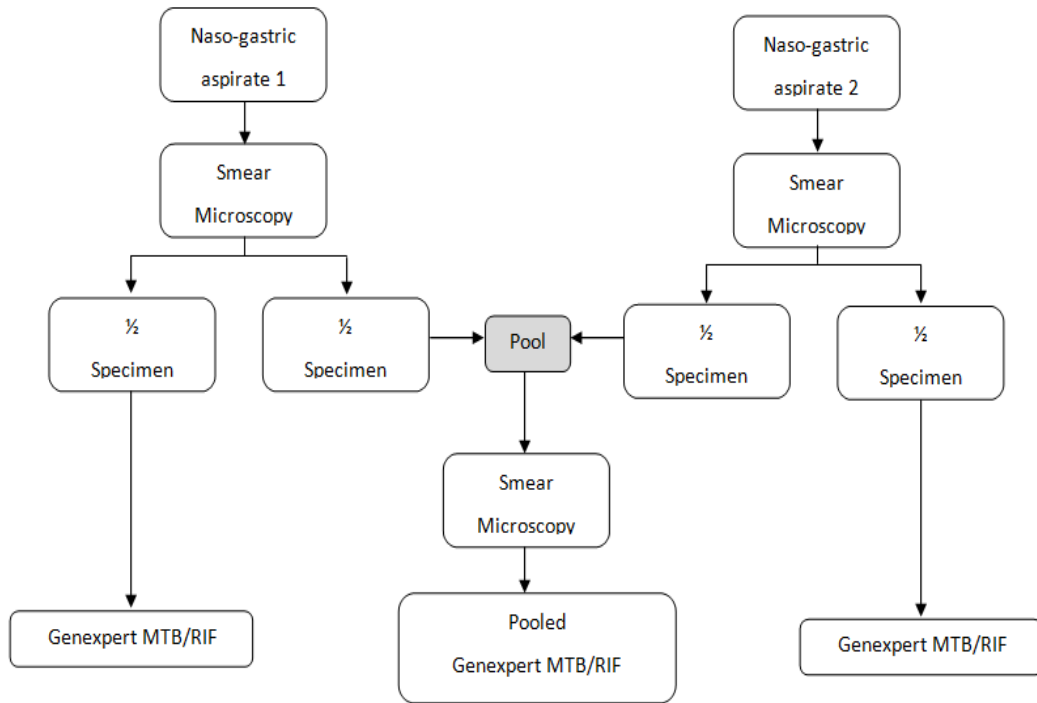 Naso-gastric
aspirate 1
Naso-gastric
aspirate 2
Smear
Microscopy
Smear
Microscopy
½
Specimen
½
Specimen
Pool
½
Specimen
½
Specimen
Smear
Microscopy
Genexpert MTB/RIF
Pooled
Genexpert MTB/RIF
Genexpert MTB/RIF